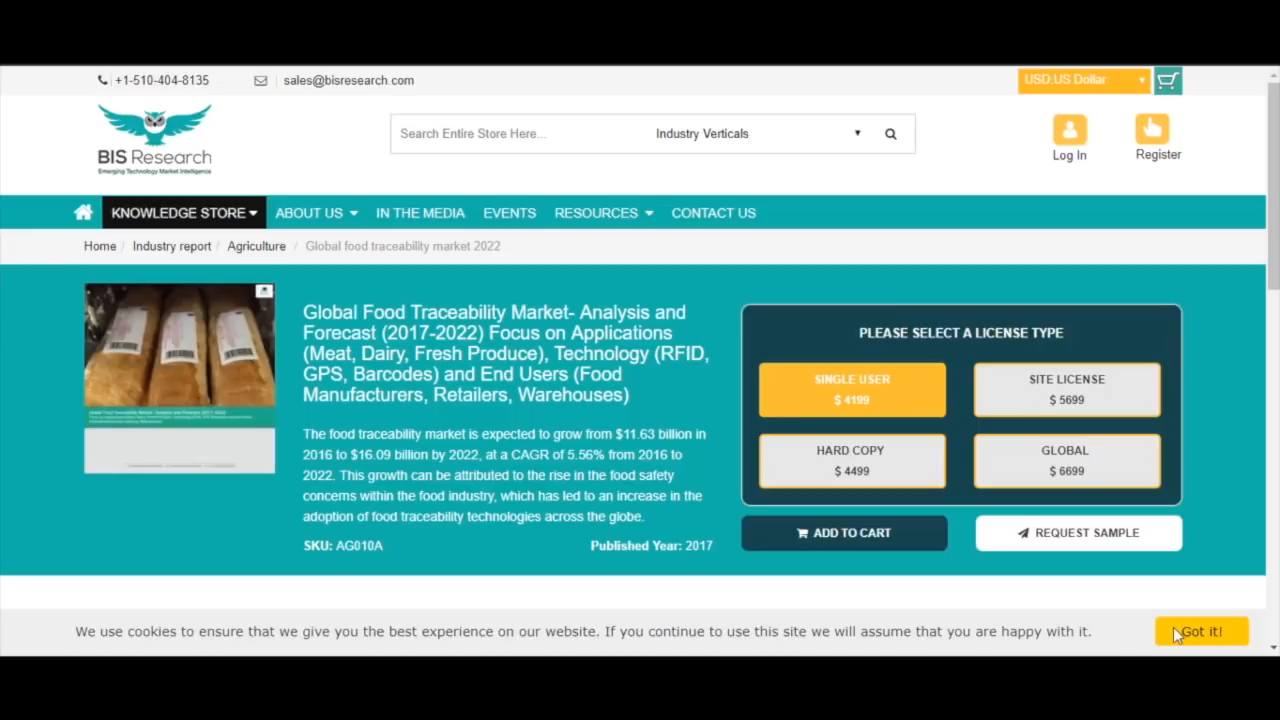 +1-510-404-8135
sales@bisresearch.com
USD:US Dollar
BIS Research
Emerging Technology Market Intelligence
Search Entire Store Here...
Industry Verticals
Log In
Register
KNOWLEDGE STORE
ABOUT US
IN THE MEDIA
EVENTS
RESOURCES
CONTACT US
Home / Industry report / Agriculture / Global food traceability market 2022
Global Food Traceability Market- Analysis and
Forecast (2017-2022) Focus on Applications
(Meat, Dairy, Fresh Produce), Technology (RFID,
GPS, Barcodes) and End Users (Food
Manufacturers, Retailers, Warehouses)
The food traceability market is expected to grow from $11.63 billion in
2016 to $16.09 billion by 2022, at a CAGR of 5.56% from 2016 to
2022. This growth can be attributed to the rise in the food safety
concerns within the food industry, which has led to an increase in the
adoption of food traceability technologies across the globe.
SKU: AG010A
Published Year: 2017
PLEASE SELECT A LICENSE TYPE
SINGLE USER
$ 4199
SITE LICENSE
$ 5699
HARD COPY
$ 4499
GLOBAL
$ 6699
ADD TO CART
REQUEST SAMPLE
We use cookies to ensure that we give you the best experience on our website. If you continue to use this site we will assume that you are happy with it.
Got it!